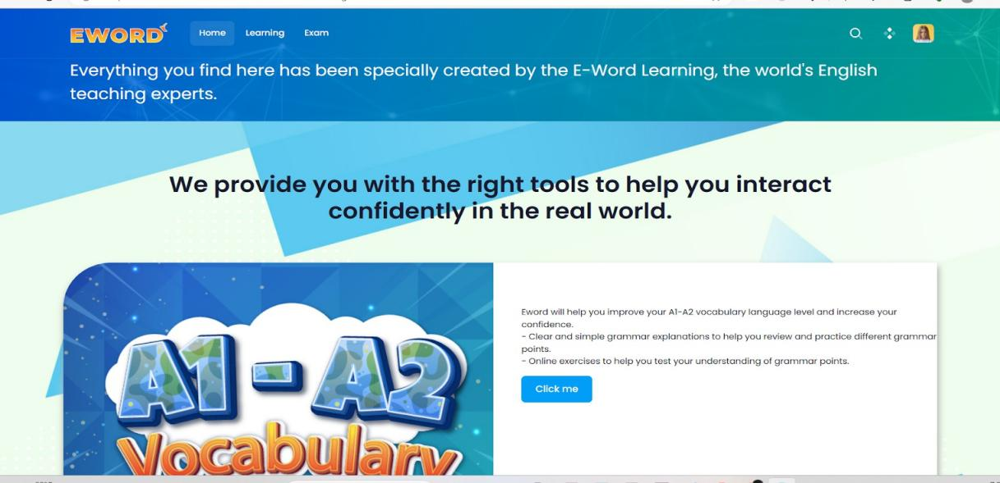 EWORD
Home
Learning
Exam
Everything you find here has been specially created by the E-Word Learning, the world's English
teaching experts.
We provide you with the right tools to help you interact
confidently in the real world.
A1 - A2
Vocabulary
Eword will help you improve your A1-A2 vocabulary language level and increase your
confidence.
- Clear and simple grammar explanations to help you review and practice different grammar
points.
- Online exercises to help you test your understanding of grammar points.
Click me